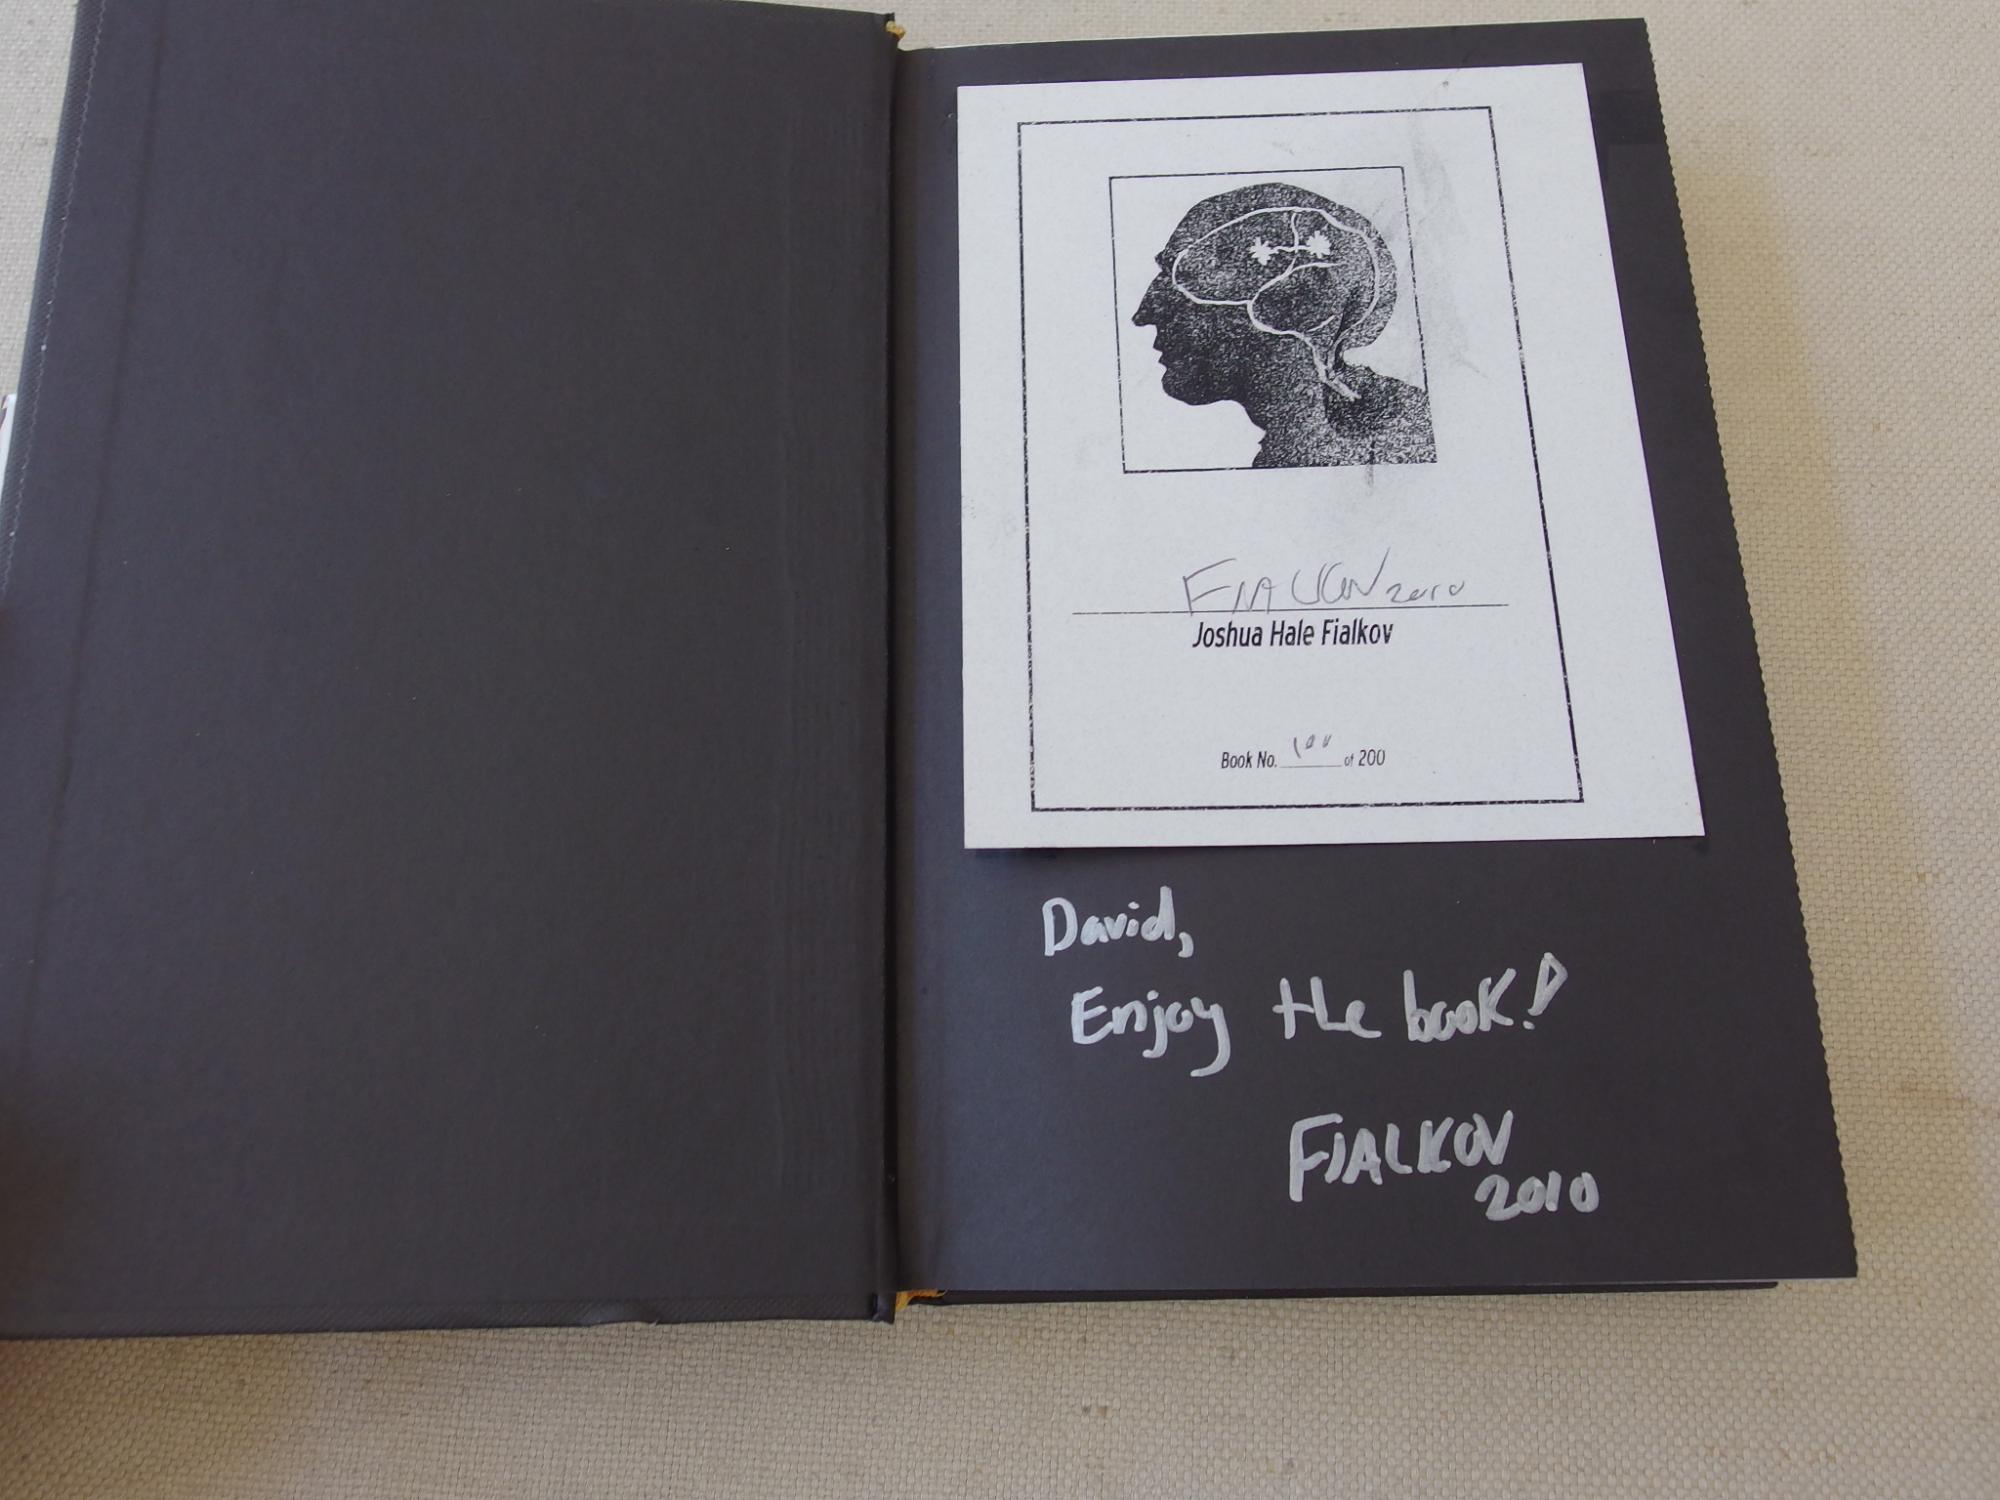 FIALKOV 2010
Joshua Hale Fialkov
Book No. 100 of 200
David,
Enjoy the book!
FIALKOV
2010